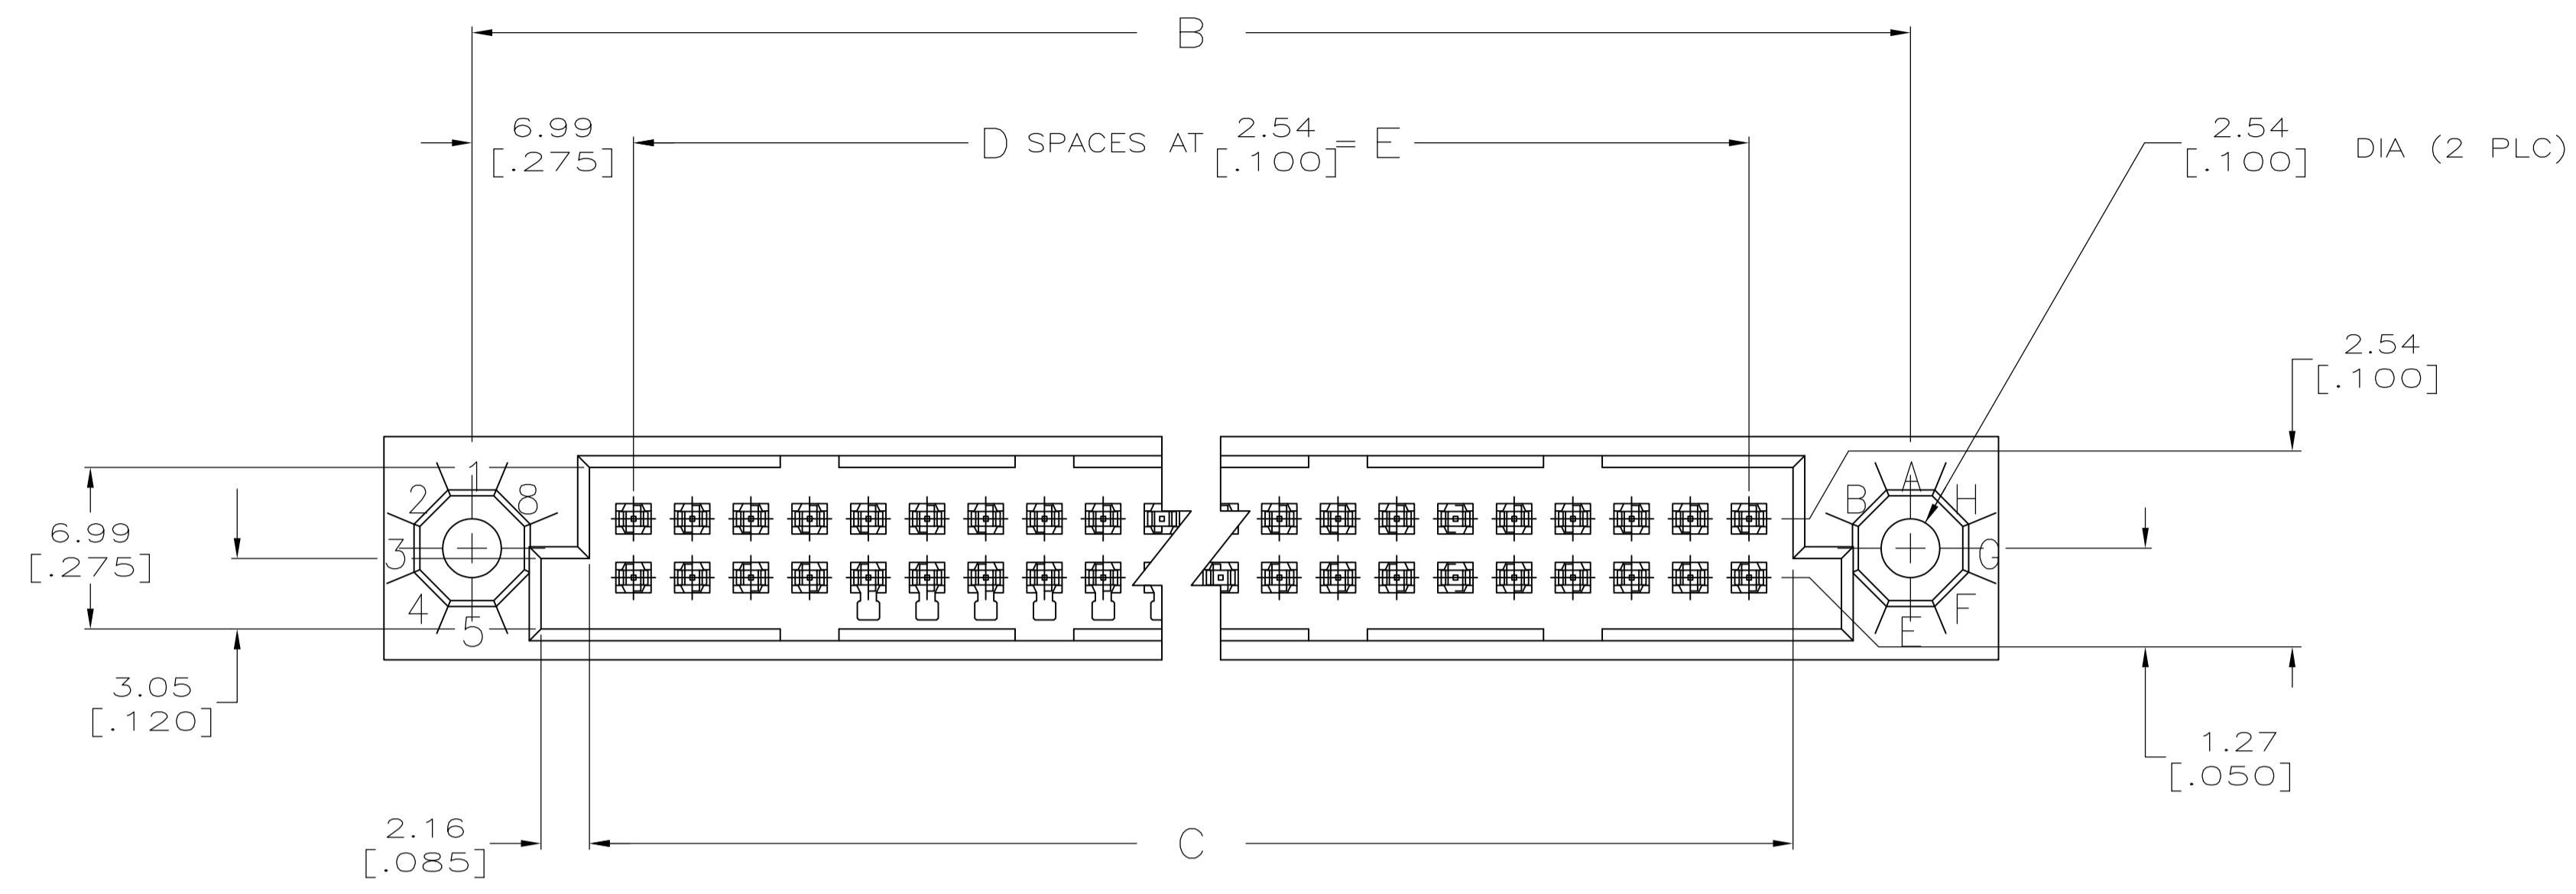 B
6.99
[.275]
D SPACES AT 2.54 [.100] = E
2.54
[.100] DIA (2 PLC)
2.54
[.100]
1
2
8
3
4
5
A
B
H
G
F
E
6.99
[.275]
3.05
[.120]
1.27
[.050]
2.16
[.085]
C